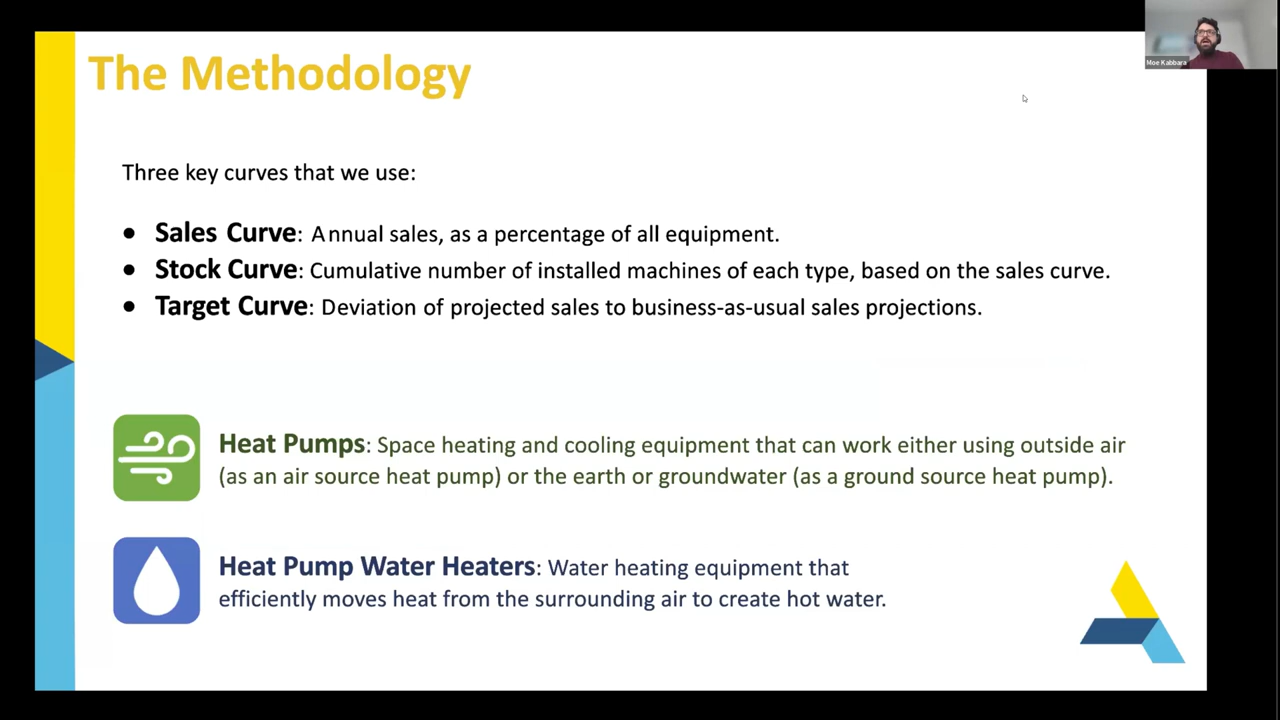 The Methodology
Moe Kabbara
Three key curves that we use:
• Sales Curve: Annual sales, as a percentage of all equipment.
• Stock Curve: Cumulative number of installed machines of each type, based on the sales curve.
• Target Curve: Deviation of projected sales to business-as-usual sales projections.
Heat Pumps: Space heating and cooling equipment that can work either using outside air
(as an air source heat pump) or the earth or groundwater (as a ground source heat pump).
Heat Pump Water Heaters: Water heating equipment that
efficiently moves heat from the surrounding air to create hot water.